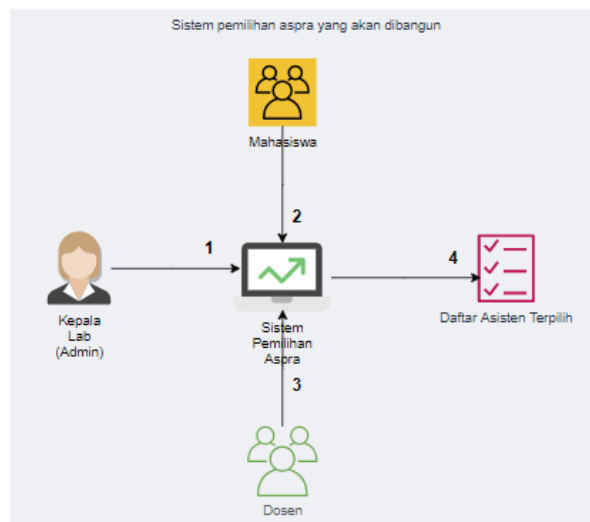 Sistem pemilihan aspra yang akan dibangun
Mahasiswa
2
1
4
Kepala
Lab
(Admin)
Sistem
Pemilihan
Aspra
Daftar Asisten Terpilih
3
Dosen